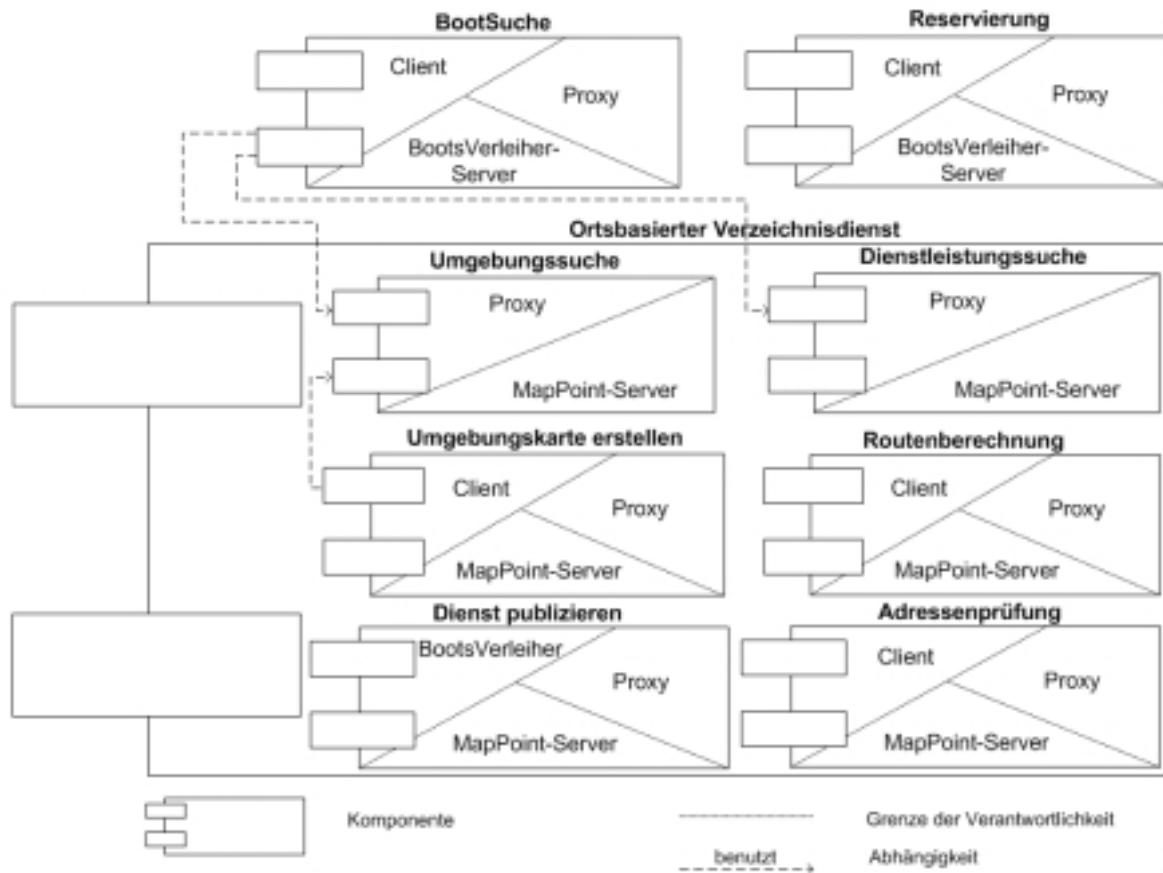 BootSuche
Reservierung
Client
Proxy
BootsVerleiher-
Server
Client
Proxy
BootsVerleiher-
Server
Ortsbasierter Verzeichnisdienst
Umgebungssuche
Proxy
MapPoint-Server
Dienstleistungssuche
Proxy
MapPoint-Server
Umgebungskarte erstellen
Client
Proxy
MapPoint-Server
Routenberechnung
Client
Proxy
MapPoint-Server
Dienst publizieren
BootsVerleiher
Proxy
MapPoint-Server
Adressenprüfung
Client
Proxy
MapPoint-Server
Komponente
Grenze der Verantwortlichkeit
benutzt
Abhängigkeit